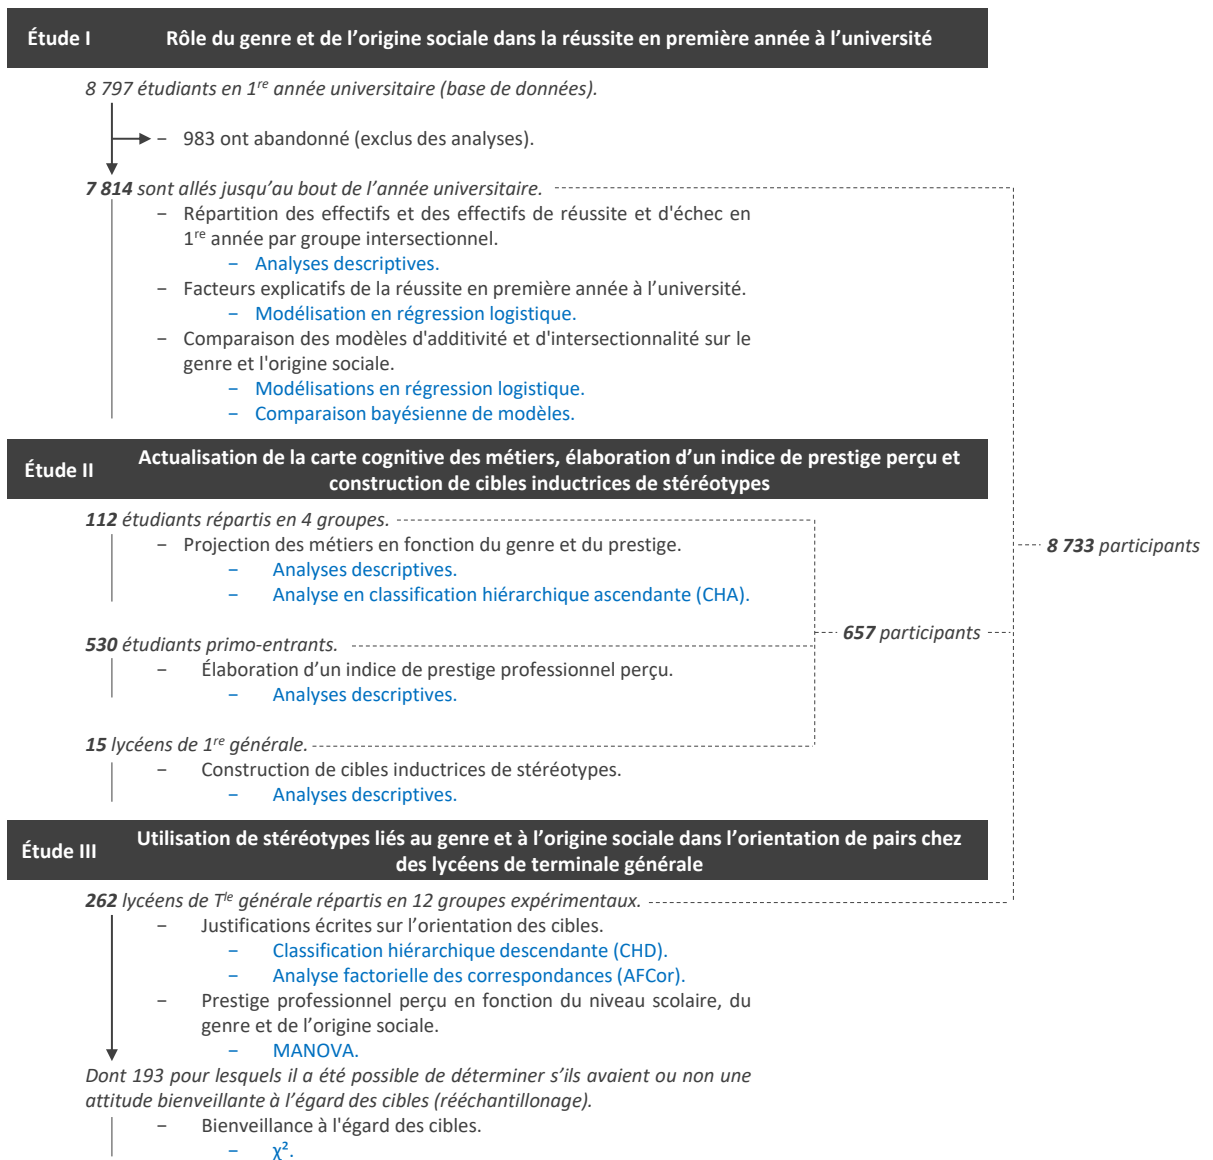 Étude I Rôle du genre et de l'origine sociale dans la réussite en première année à l'université
8 797 étudiants en 1re année universitaire (base de données).
– 983 ont abandonné (exclus des analyses).
7 814 sont allés jusqu'au bout de l'année universitaire.
– Répartition des effectifs et des effectifs de réussite et d'échec en
1re année par groupe intersectionnel.
– Analyses descriptives.
– Facteurs explicatifs de la réussite en première année à l'université.
– Modélisation en régression logistique.
– Comparaison des modèles d'additivité et d'intersectionnalité sur le
genre et l'origine sociale.
– Modélisations en régression logistique.
– Comparaison bayésienne de modèles.
Étude II Actualisation de la carte cognitive des métiers, élaboration d'un indice de prestige perçu et
construction de cibles inductrices de stéréotypes
112 étudiants répartis en 4 groupes.
– Projection des métiers en fonction du genre et du prestige.
– Analyses descriptives.
– Analyse en classification hiérarchique ascendante (CHA).
530 étudiants primo-entrants.
– Élaboration d'un indice de prestige professionnel perçu.
– Analyses descriptives.
15 lycéens de 1re générale.
– Construction de cibles inductrices de stéréotypes.
– Analyses descriptives.
657 participants
8 733 participants
Étude III Utilisation de stéréotypes liés au genre et à l'origine sociale dans l'orientation de pairs chez
des lycéens de terminale générale
262 lycéens de Tle générale répartis en 12 groupes expérimentaux.
– Justifications écrites sur l'orientation des cibles.
– Classification hiérarchique descendante (CHD).
– Analyse factorielle des correspondances (AFCor).
– Prestige professionnel perçu en fonction du niveau scolaire, du
genre et de l'origine sociale.
– MANOVA.
Dont 193 pour lesquels il a été possible de déterminer s'ils avaient ou non une
attitude bienveillante à l'égard des cibles (rééchantillonage).
– Bienveillance à l'égard des cibles.
– χ².